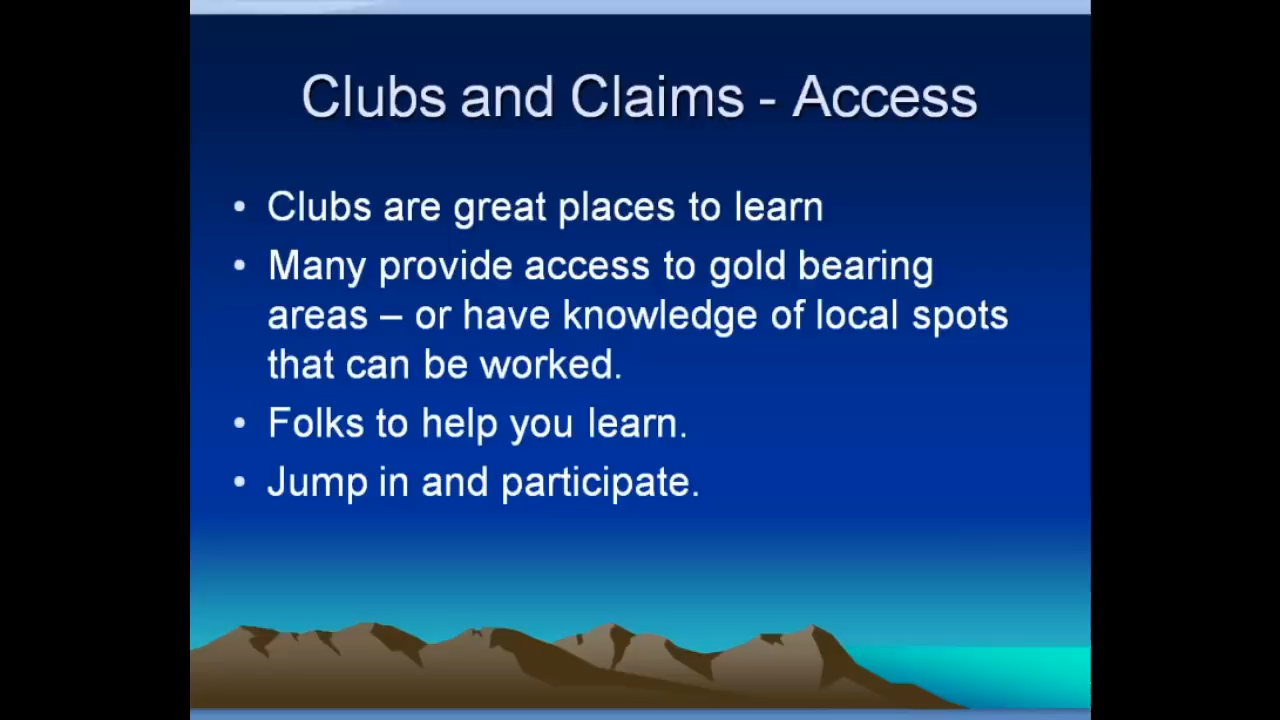 Clubs and Claims - Access
• Clubs are great places to learn
• Many provide access to gold bearing
areas – or have knowledge of local spots
that can be worked.
• Folks to help you learn.
• Jump in and participate.